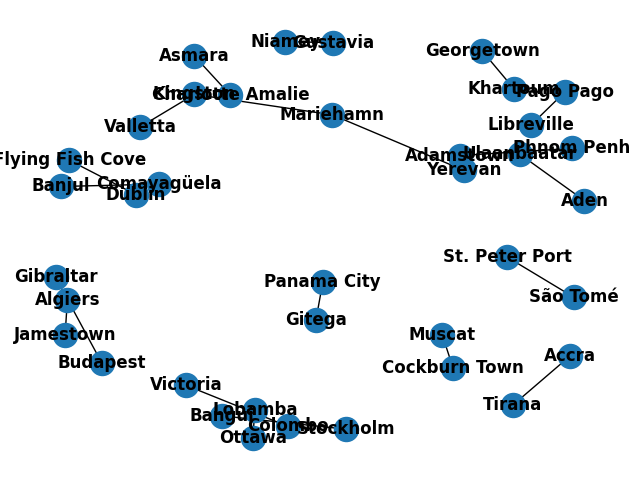 Niamey
Gustavia
Georgetown
Asmara
Khartoum
Pago Pago
Kingston
Charlotte Amalie
Mariehamn
Libreville
Valletta
Phnom Penh
Adamstown
Ulaanbaatar
Flying Fish Cove
Yerevan
Banjul
Comayagüela
Dublin
Aden
St. Peter Port
Gibraltar
Panama City
Algiers
São Tomé
Gitega
Jamestown
Muscat
Budapest
Cockburn Town
Accra
Victoria
Tirana
Lobamba
Bangui
Colombo
Stockholm
Ottawa